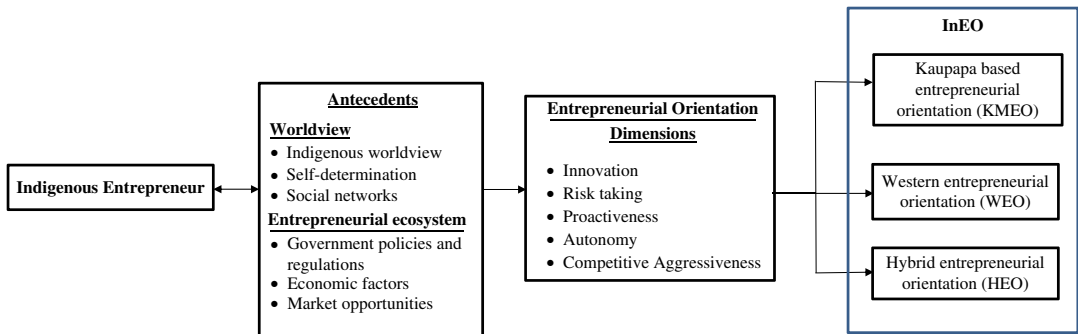 Indigenous Entrepreneur
Antecedents
Worldview
• Indigenous worldview
• Self-determination
• Social networks
Entrepreneurial ecosystem
• Government policies and
regulations
• Economic factors
• Market opportunities
Entrepreneurial Orientation
Dimensions
• Innovation
• Risk taking
• Proactiveness
• Autonomy
• Competitive Aggressiveness
InEO
Kaupapa based
entrepreneurial
orientation (KMEO)
Western entrepreneurial
orientation (WEO)
Hybrid entrepreneurial
orientation (HEO)